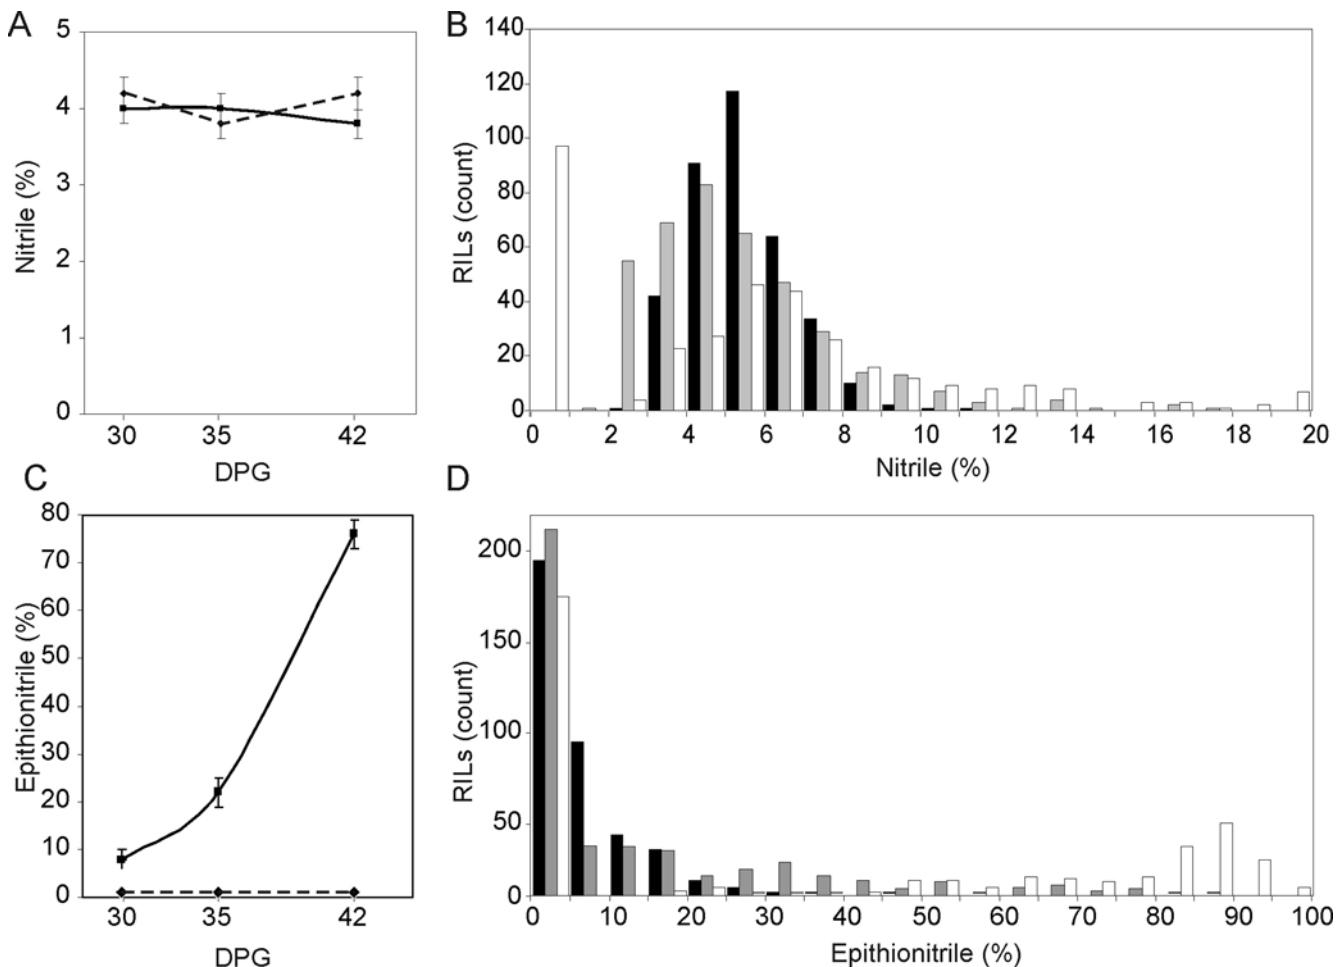 A
5
4
3
2
1
0
Nitrile (%)
30 35 42
DPG
B
140
120
100
80
60
40
20
0
RILs (count)
0 2 4 6 8 10 12 14 16 18 20
Nitrile (%)
C
80
70
60
50
40
30
20
10
0
Epithionitrile (%)
30 35 42
DPG
D
200
150
100
50
0
RILs (count)
0 10 20 30 40 50 60 70 80 90 100
Epithionitrile (%)